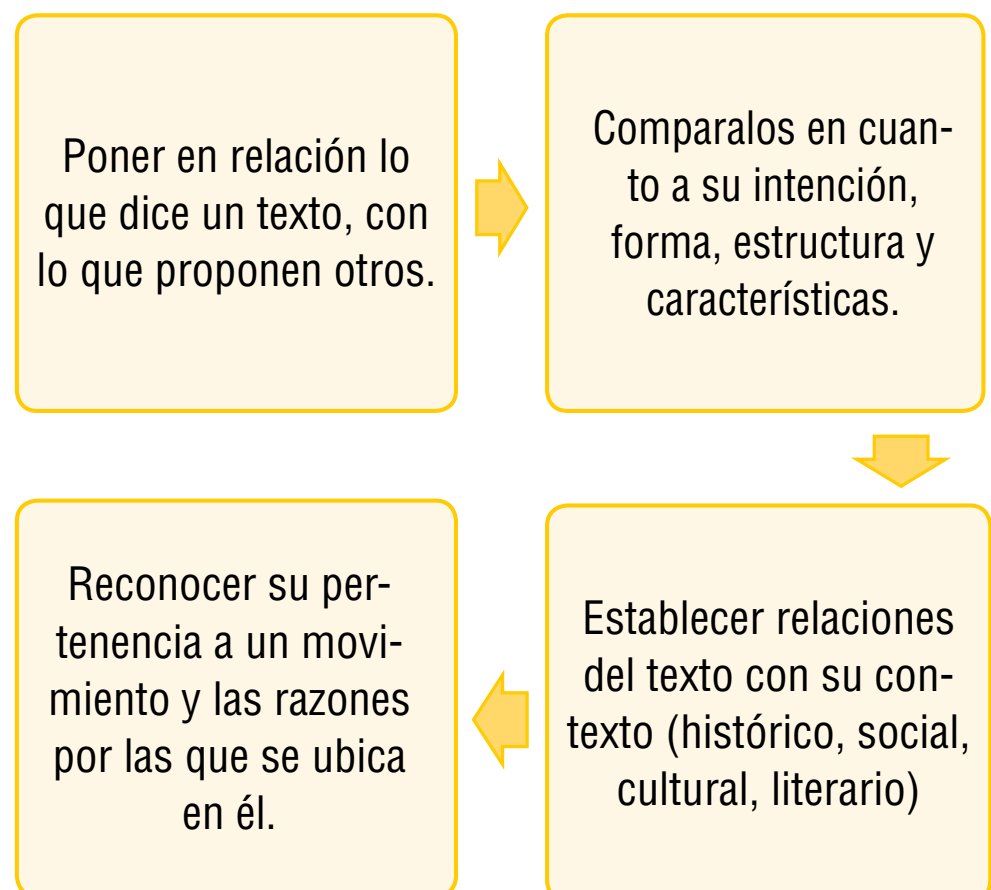 Poner en relación lo
que dice un texto, con
lo que proponen otros.
Comparalos en cuan-
to a su intención,
forma, estructura y
características.
Establecer relaciones
del texto con su con-
texto (histórico, social,
cultural, literario)
Reconocer su per-
tenencia a un movi-
miento y las razones
por las que se ubica
en él.